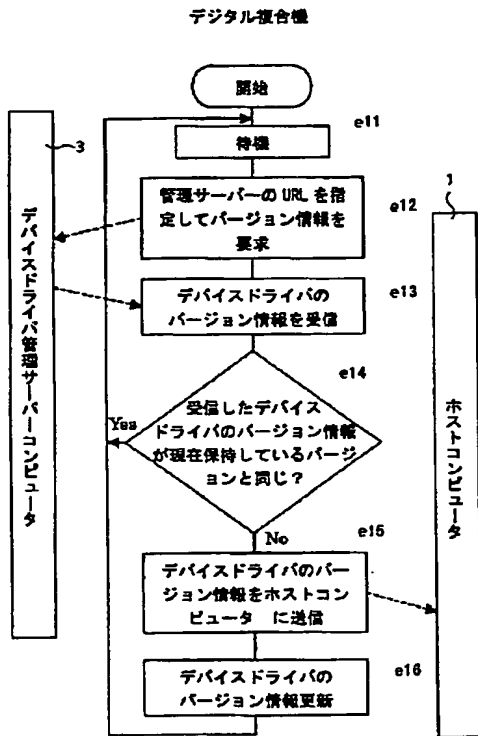 デジタル複合機
開始
e11
待機
3
1
管理サーバーの URL を指
定してバージョン情報を
要求
e12
デバイスドライバの
バージョン情報を受信
e13
e14
受信したデバイス
ドライバのバージョン情報
が現在保持しているバージ
ョンと同じ？
Yes
No
e15
デバイスドライバのバー
ジョン情報をホストコン
ピュータ に送信
e16
デバイスドライバの
バージョン情報更新
デバイスドライバ管理サーバーコンピュータ
ホストコンピュータ